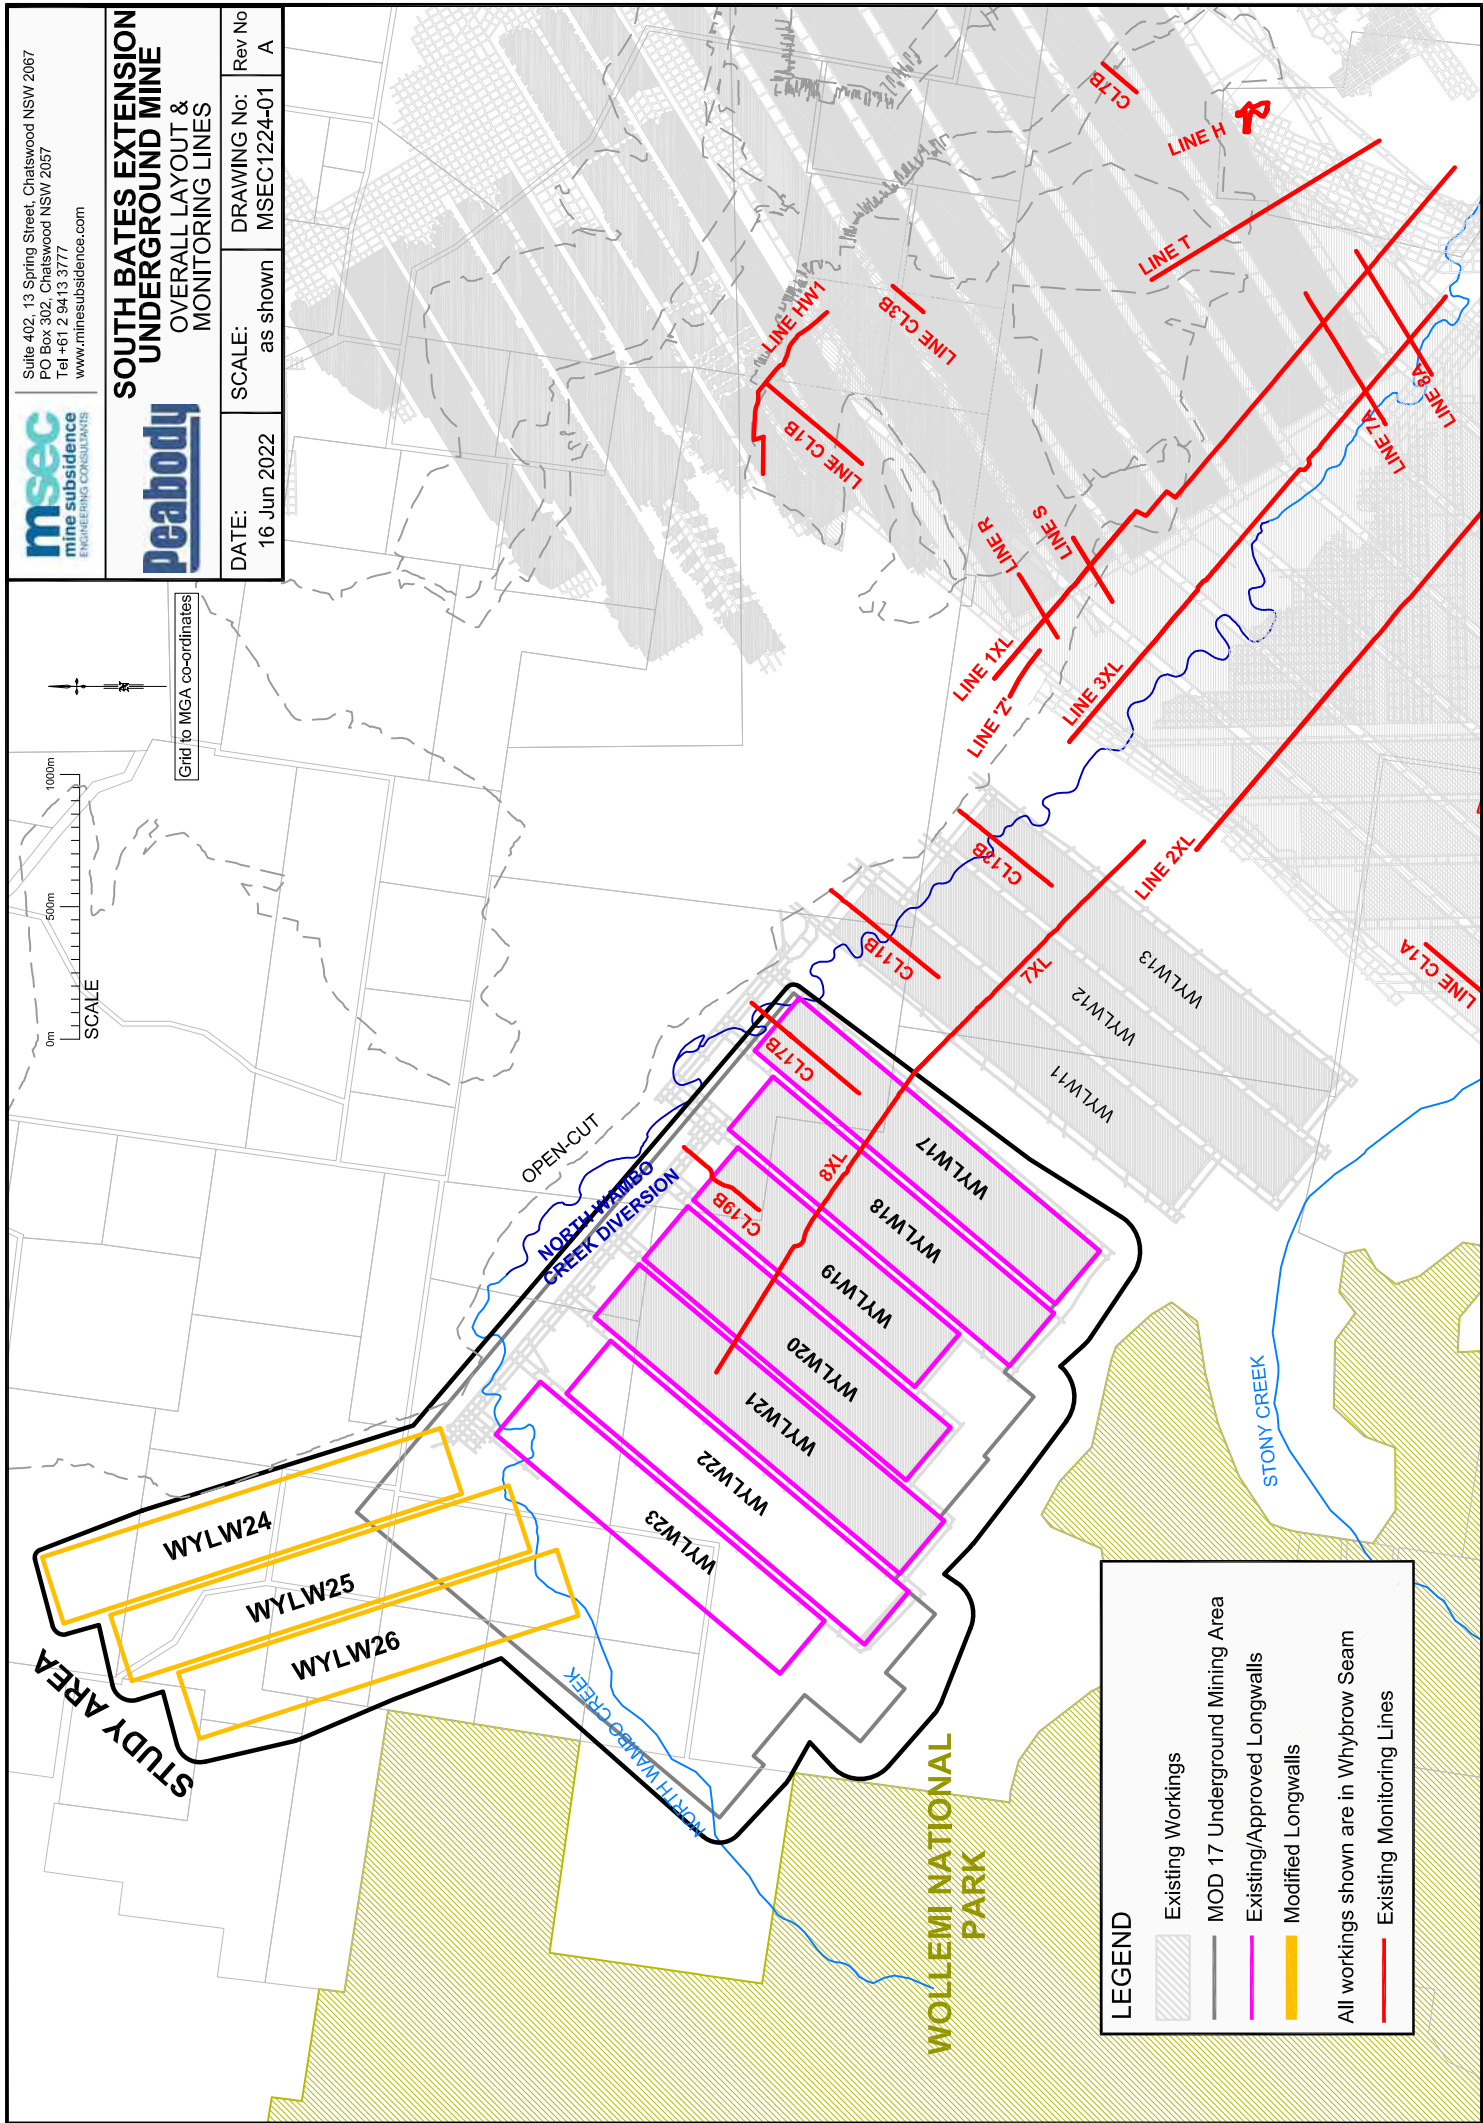 msec
mine subsidence
ENGINEERING CONSULTANTS
Suite 402, 13 Spring Street, Chatswood NSW 2067
PO Box 302, Chatswood NSW 2057
Tel +61 2 9413 3777
www.minesubsidence.com
Peabody
SOUTH BATES EXTENSION
UNDERGROUND MINE
OVERALL LAYOUT &
MONITORING LINES
DATE:
16 Jun 2022
SCALE:
as shown
DRAWING No:
MSEC1224-01
Rev No
A
Grid to MGA co-ordinates
N
0m
500m
1000m
SCALE
STUDY AREA
WYLW24
WYLW25
WYLW26
OPEN-CUT
NORTH WAMBO
CREEK DIVERSION
NORTH WAMBO CREEK
WYLW23
WYLW22
WYLW21
WYLW20
WYLW19
WYLW18
WYLW17
CL19B
CL17B
8XL
7XL
CL11B
CL13B
WYLW11
WYLW12
WYLW13
LINE HW1
LINE CL1B
LINE CL3B
CL7B
LINE H
LINE T
LINE R
LINE S
LINE 1XL
LINE 'Z'
LINE 3XL
LINE 2XL
LINE 7A
LINE 8A
LINE CL1A
STONY CREEK
WOLLEMI NATIONAL
PARK
LEGEND
Existing Workings
MOD 17 Underground Mining Area
Existing/Approved Longwalls
Modified Longwalls
All workings shown are in Whybrow Seam
Existing Monitoring Lines